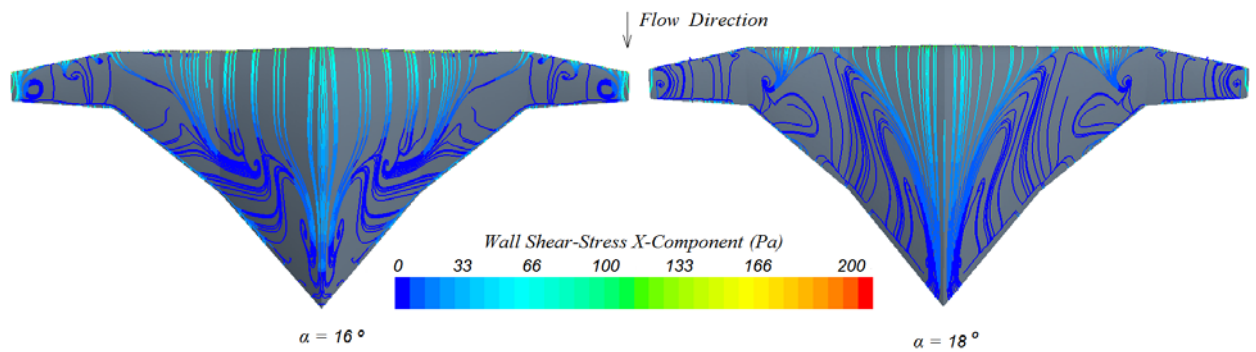 Flow Direction
Wall Shear-Stress X-Component (Pa)
0 33 66 100 133 166 200
α = 16 º
α = 18 º